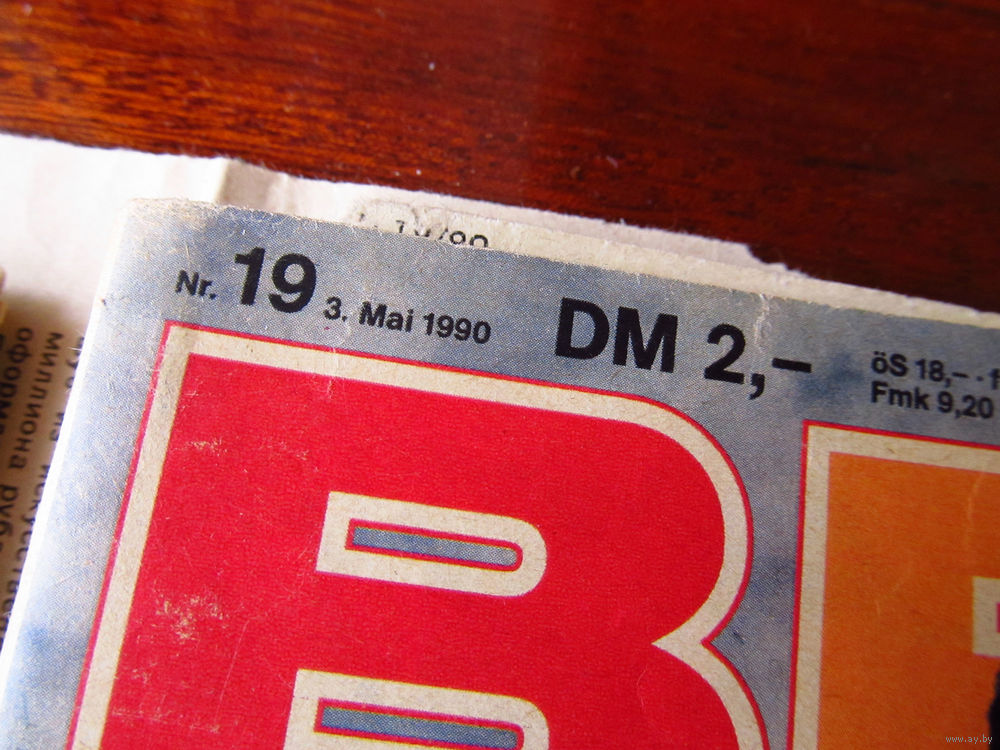 Nr. 19 3. Mai 1990 DM 2,–
öS 18,– · f
Fmk 9,20
B
миллиона
www.ay.by